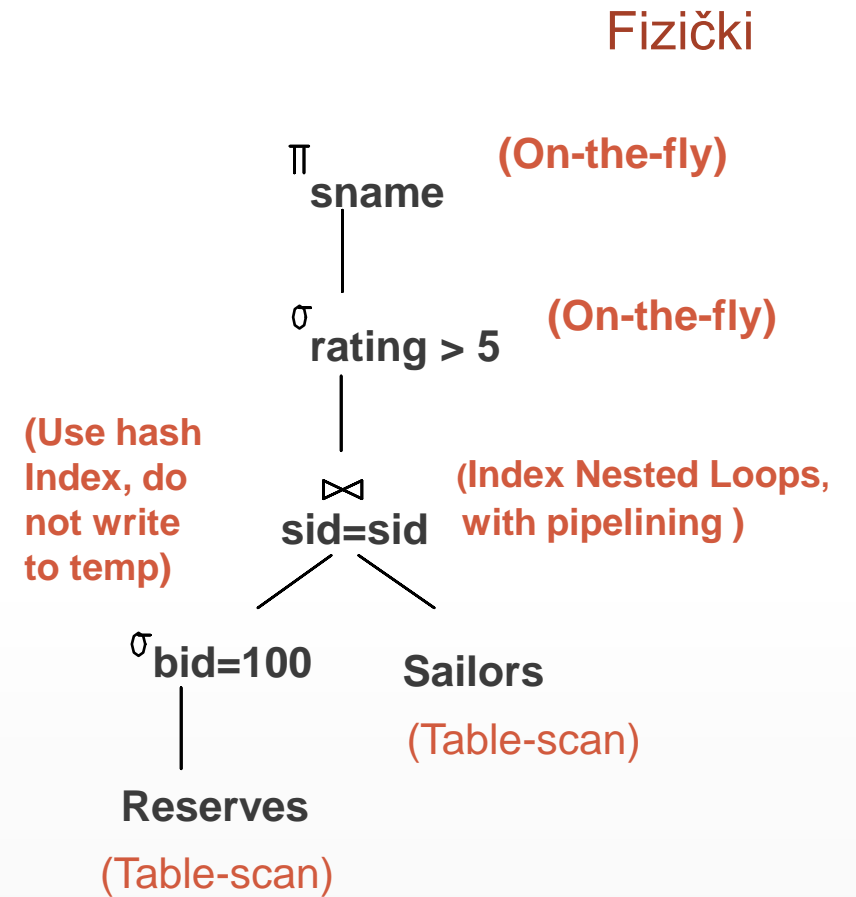 Fizički
π sname (On-the-fly)
σ rating > 5 (On-the-fly)
(Use hash
Index, do
not write
to temp)
⋈
sid=sid
(Index Nested Loops,
with pipelining )
σ bid=100
Sailors
(Table-scan)
Reserves
(Table-scan)